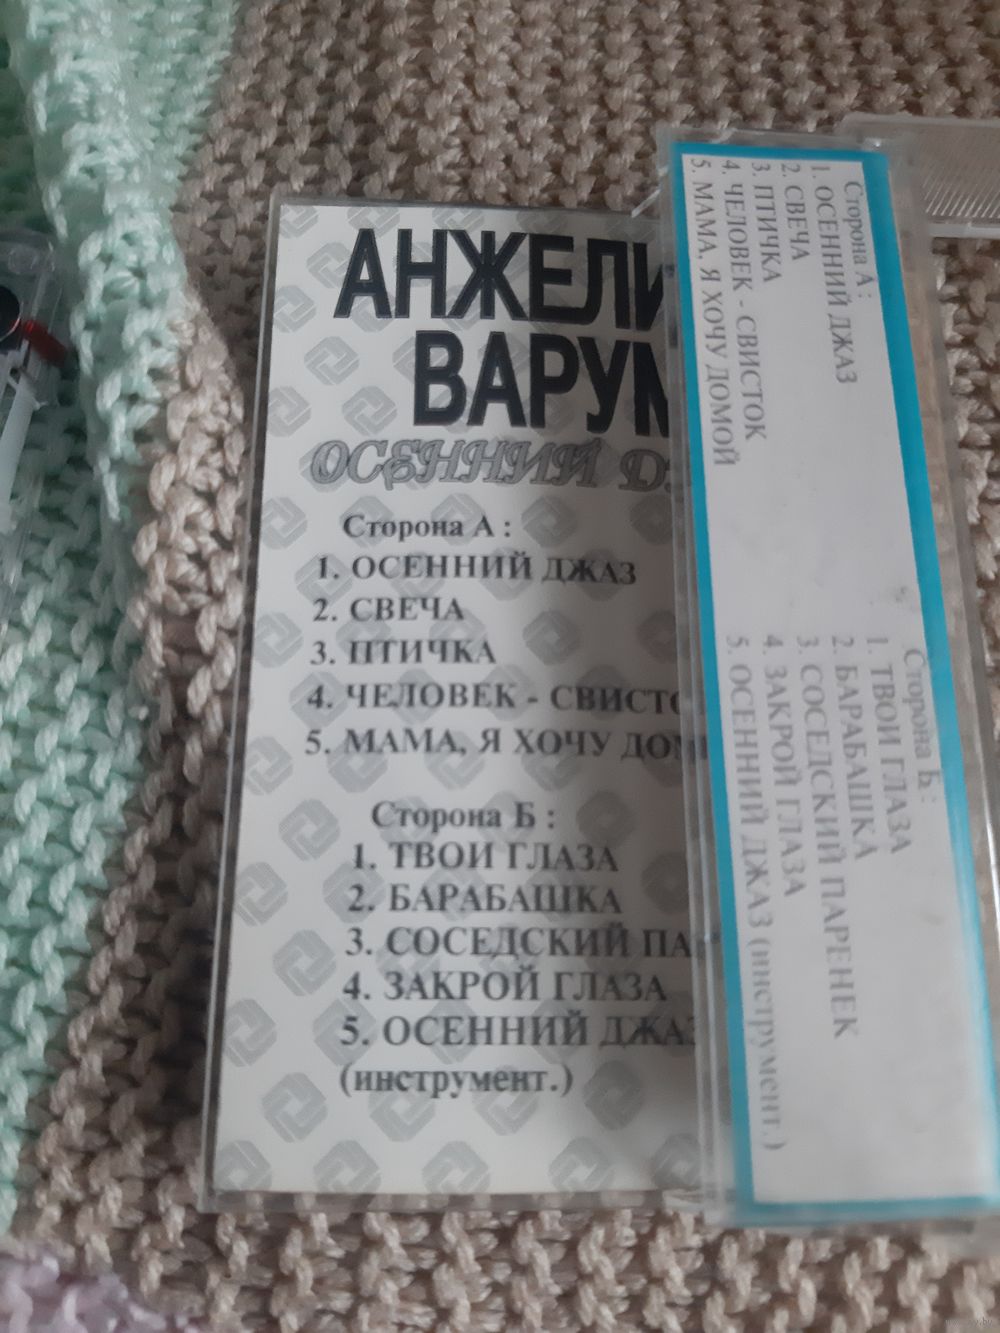 АНЖЕЛИ
ВАРУМ
ОСЕННИЙ
Сторона А :
1. ОСЕННИЙ ДЖАЗ
2. СВЕЧА
3. ПТИЧКА
4. ЧЕЛОВЕК - СВИСТО
5. МАМА, Я ХОЧУ ДОМ
Сторона Б :
1. ТВОИ ГЛАЗА
2. БАРАБАШКА
3. СОСЕДСКИЙ ПА
4. ЗАКРОЙ ГЛАЗА
5. ОСЕННИЙ ДЖАЗ
(инструмент.)
Сторона А :
1. ОСЕННИЙ ДЖАЗ
2. СВЕЧА
3. ПТИЧКА
4. ЧЕЛОВЕК - СВИСТОК
5. МАМА, Я ХОЧУ ДОМОЙ
Сторона Б :
1. ТВОИ ГЛАЗА
2. БАРАБАШКА
3. СОСЕДСКИЙ ПАРЕНЕК
4. ЗАКРОЙ ГЛАЗА
5. ОСЕННИЙ ДЖАЗ (инструмент.)